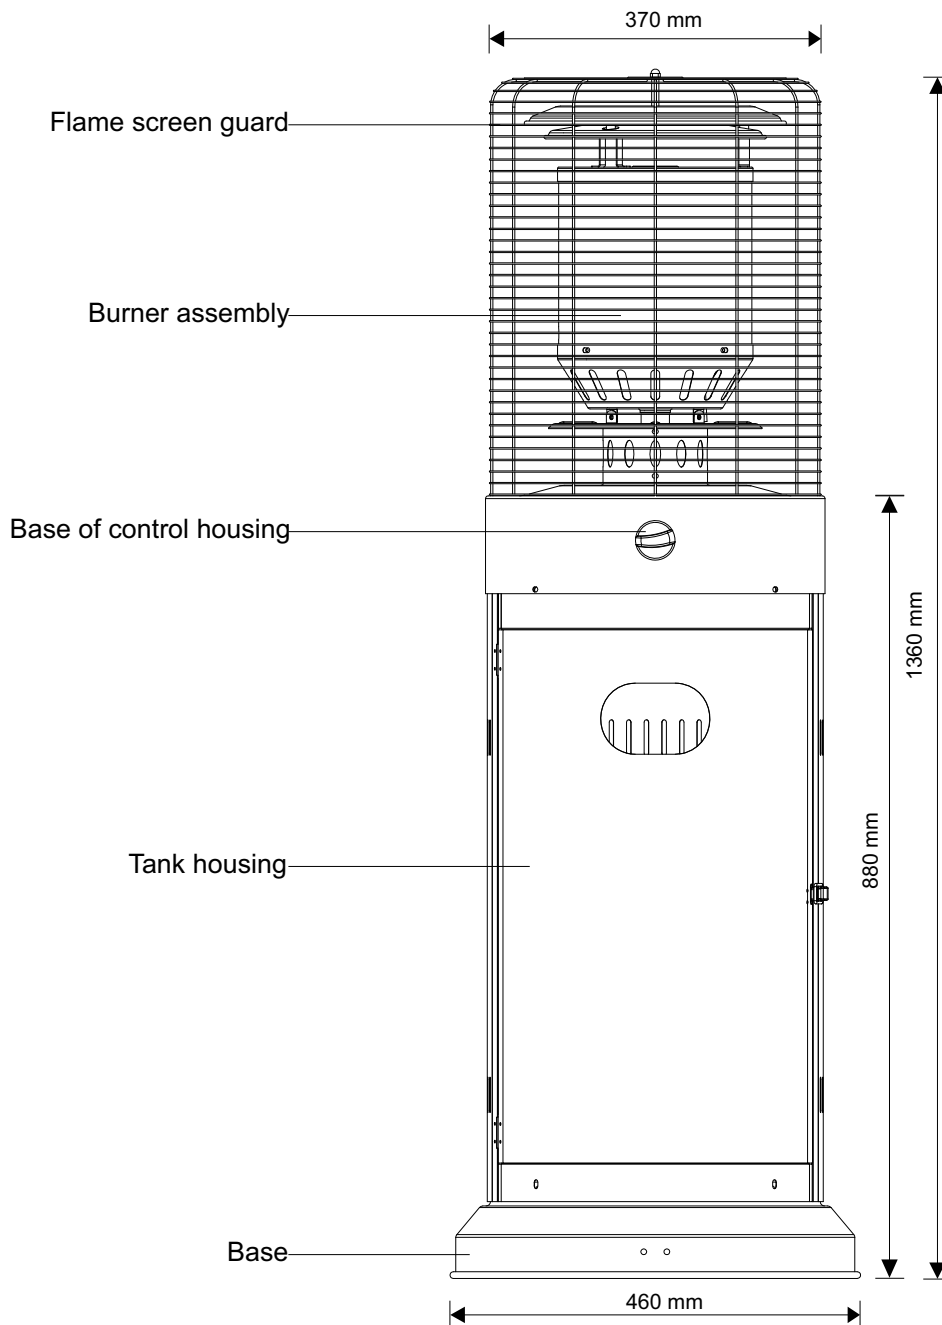 370 mm
Flame screen guard
Burner assembly
Base of control housing
1360 mm
880 mm
Tank housing
Base
460 mm